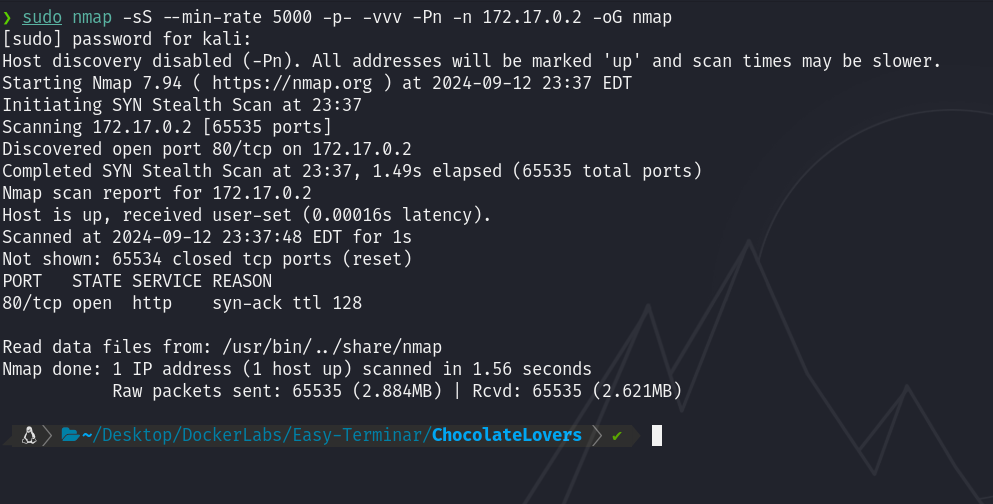 ❯ sudo nmap -sS --min-rate 5000 -p- -vvv -Pn -n 172.17.0.2 -oG nmap
[sudo] password for kali:
Host discovery disabled (-Pn). All addresses will be marked 'up' and scan times may be slower.
Starting Nmap 7.94 ( https://nmap.org ) at 2024-09-12 23:37 EDT
Initiating SYN Stealth Scan at 23:37
Scanning 172.17.0.2 [65535 ports]
Discovered open port 80/tcp on 172.17.0.2
Completed SYN Stealth Scan at 23:37, 1.49s elapsed (65535 total ports)
Nmap scan report for 172.17.0.2
Host is up, received user-set (0.00016s latency).
Scanned at 2024-09-12 23:37:48 EDT for 1s
Not shown: 65534 closed tcp ports (reset)
PORT   STATE SERVICE REASON
80/tcp open  http    syn-ack ttl 128
Read data files from: /usr/bin/../share/nmap
Nmap done: 1 IP address (1 host up) scanned in 1.56 seconds
           Raw packets sent: 65535 (2.884MB) | Rcvd: 65535 (2.621MB)
~/Desktop/DockerLabs/Easy-Terminar/ChocolateLovers ✔